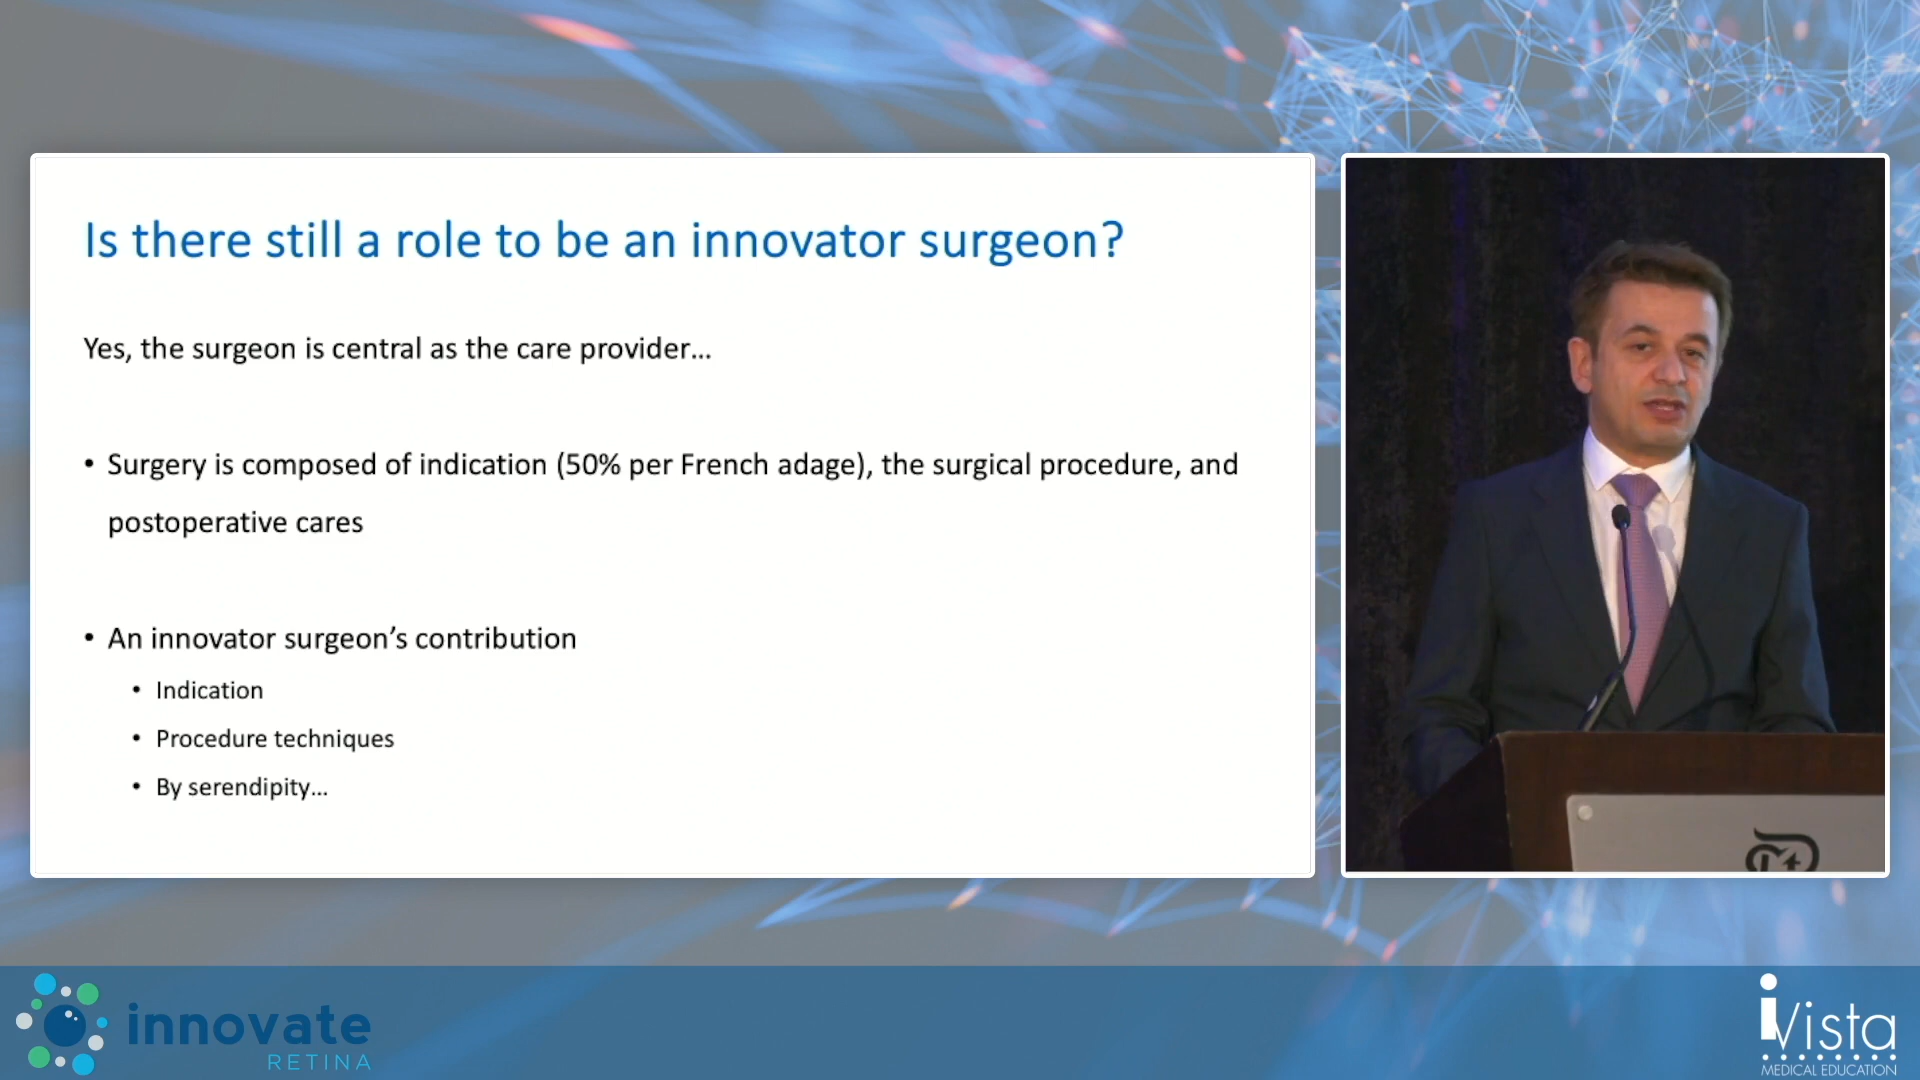 Is there still a role to be an innovator surgeon?
Yes, the surgeon is central as the care provider...
• Surgery is composed of indication (50% per French adage), the surgical procedure, and
postoperative cares
• An innovator surgeon's contribution
• Indication
• Procedure techniques
• By serendipity...
innovate
RETINA
iVista
MEDICAL EDUCATION